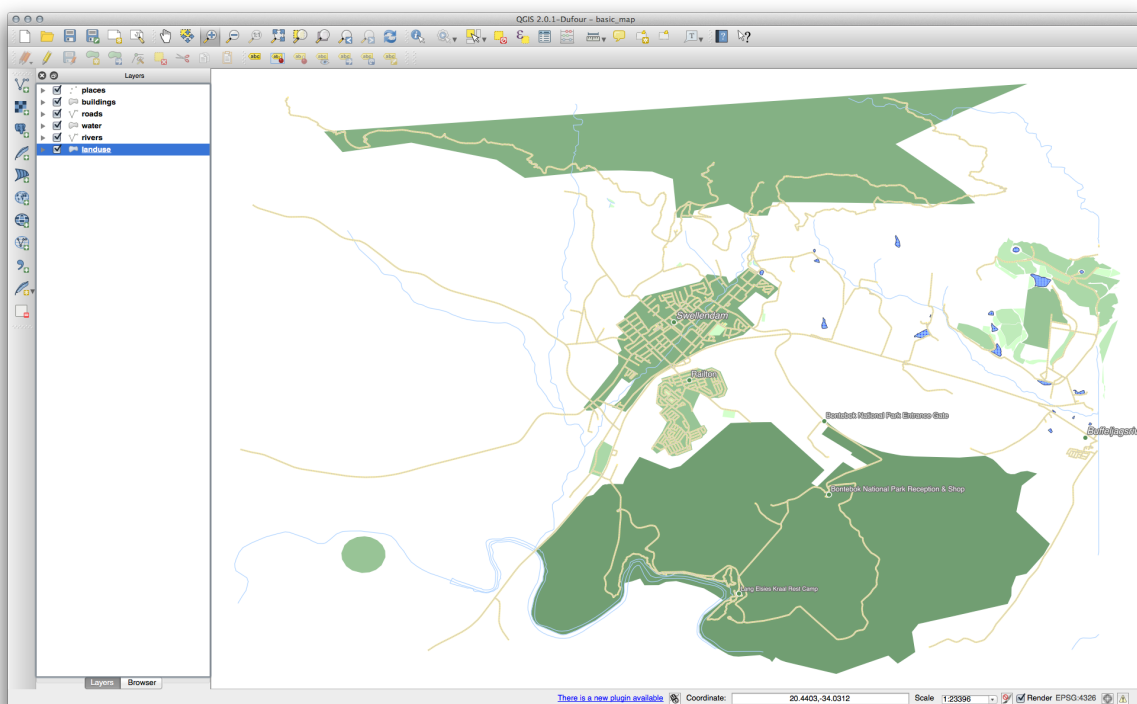 QGIS 2.0.1-Dufour - basic_map
Layers
places
buildings
roads
water
rivers
landuse
Swellendam
Railton
Bontebok National Park Entrance Gate
Bontebok National Park Reception & Shop
Lang Elsies Kraal Rest Camp
Layers
Browser
There is a new plugin available
Coordinate:
20.4403,-34.0312
Scale
1:23396
Render
EPSG:4326